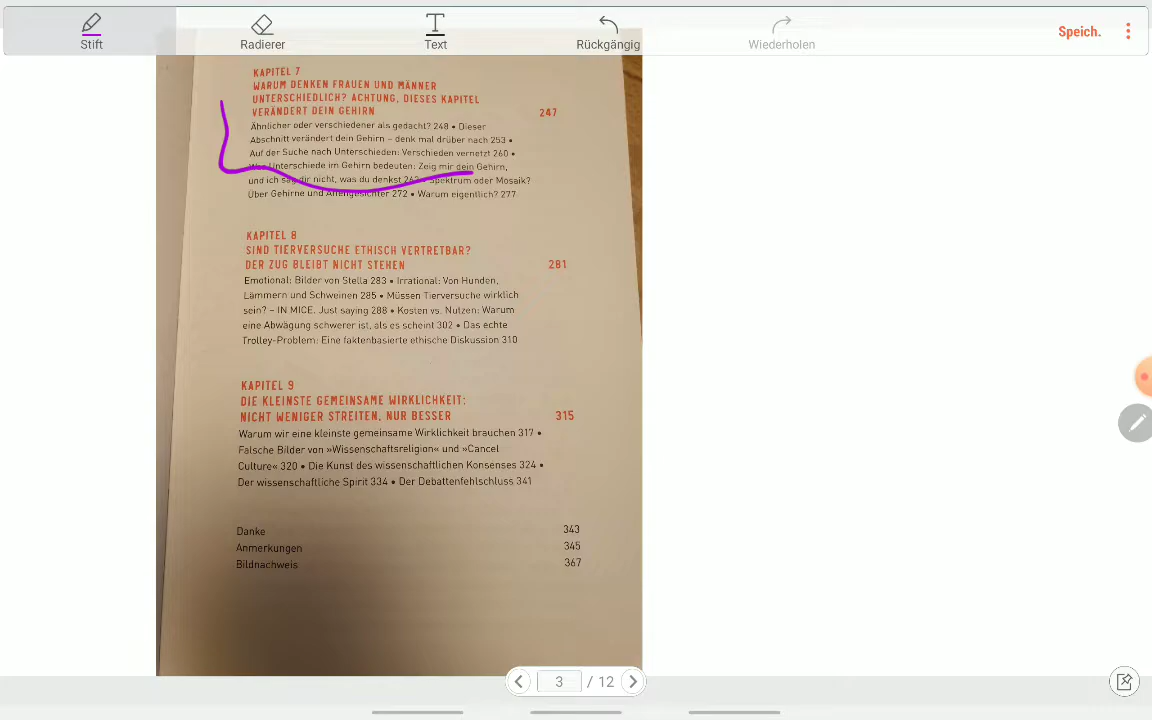 Stift
Radierer
Text
Rückgängig
Wiederholen
Speich.
KAPITEL 7
WARUM DENKEN FRAUEN UND MÄNNER
UNTERSCHIEDLICH? ACHTUNG, DIESES KAPITEL
VERÄNDERT DEIN GEHIRN 247
Ähnlicher oder verschiedener als gedacht? 248 • Dieser
Abschnitt verändert dein Gehirn – denk mal drüber nach 253 •
Auf der Suche nach Unterschieden: Verschieden vernetzt 260 •
Was Unterschiede im Gehirn bedeuten: Zeig mir dein Gehirn,
und ich sag dir nicht, was du denkst • Spektrum oder Mosaik?
Über Gehirne und Affengesichter 272 • Warum eigentlich? 277
KAPITEL 8
SIND TIERVERSUCHE ETHISCH VERTRETBAR?
DER ZUG BLEIBT NICHT STEHEN 281
Emotional: Bilder von Stella 283 • Irrational: Von Hunden,
Lämmern und Schweinen 285 • Müssen Tierversuche wirklich
sein? – IN MICE. Just saying 288 • Kosten vs. Nutzen: Warum
eine Abwägung schwerer ist, als es scheint 302 • Das echte
Trolley-Problem: Eine faktenbasierte ethische Diskussion 310
KAPITEL 9
DIE KLEINSTE GEMEINSAME WIRKLICHKEIT:
NICHT WENIGER STREITEN, NUR BESSER 315
Warum wir eine kleinste gemeinsame Wirklichkeit brauchen 317 •
Falsche Bilder von »Wissenschaftsreligion« und »Cancel
Culture« 320 • Die Kunst des wissenschaftlichen Konsenses 324 •
Der wissenschaftliche Spirit 334 • Der Debattenfehlschluss 341
Danke 343
Anmerkungen 345
Bildnachweis 367
3 / 12